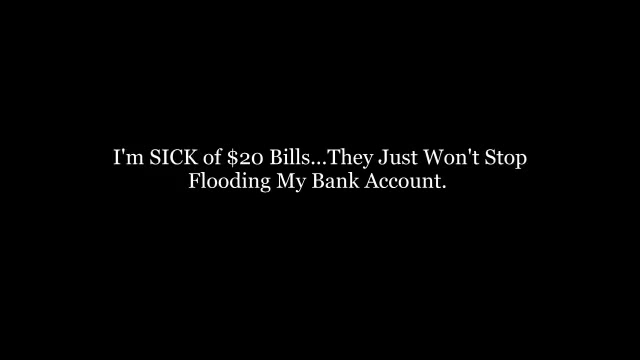 I'm SICK of $20 Bills...They Just Won't Stop
Flooding My Bank Account.